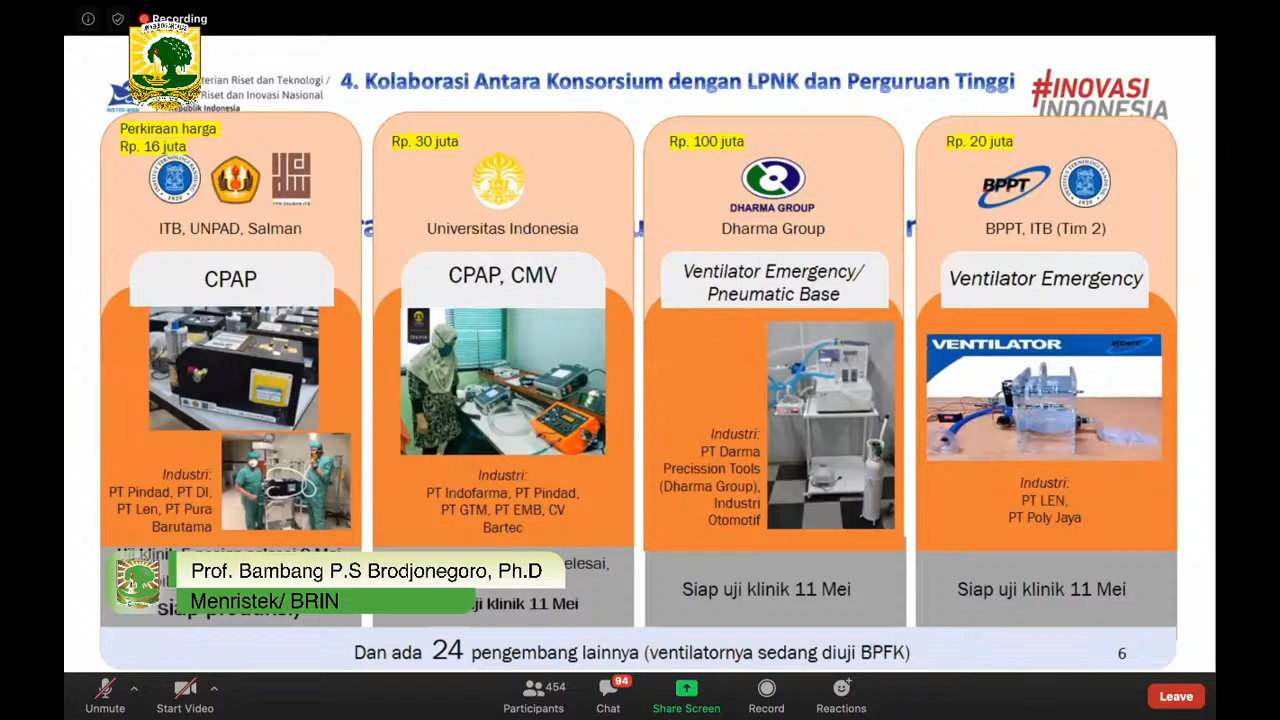 Recording
terian Riset dan Teknologi /
Riset dan Inovasi Nasional
Republik Indonesia
4. Kolaborasi Antara Konsorsium dengan LPNK dan Perguruan Tinggi
#INOVASI
INDONESIA
Perkiraan harga
Rp. 16 juta
ITB, UNPAD, Salman
CPAP
Industri:
PT Pindad, PT DI,
PT Len, PT Pura
Barutama
Rp. 30 juta
Universitas Indonesia
CPAP, CMV
Industri:
PT Indofarma, PT Pindad,
PT GTM, PT EMB, CV
Bartec
elesai,
uji klinik 11 Mei
Rp. 100 juta
DHARMA GROUP
Dharma Group
Ventilator Emergency/
Pneumatic Base
Industri:
PT Darma
Precission Tools
(Dharma Group),
Industri
Otomotif
Siap uji klinik 11 Mei
Rp. 20 juta
BPPT
BPPT, ITB (Tim 2)
Ventilator Emergency
VENTILATOR
Industri:
PT LEN,
PT Poly Jaya
Siap uji klinik 11 Mei
Prof. Bambang P.S Brodjonegoro, Ph.D
Menristek/ BRIN
Dan ada 24 pengembang lainnya (ventilatornya sedang diuji BPFK)
6
Unmute
Start Video
454
Participants
94
Chat
Share Screen
Record
Reactions
Leave